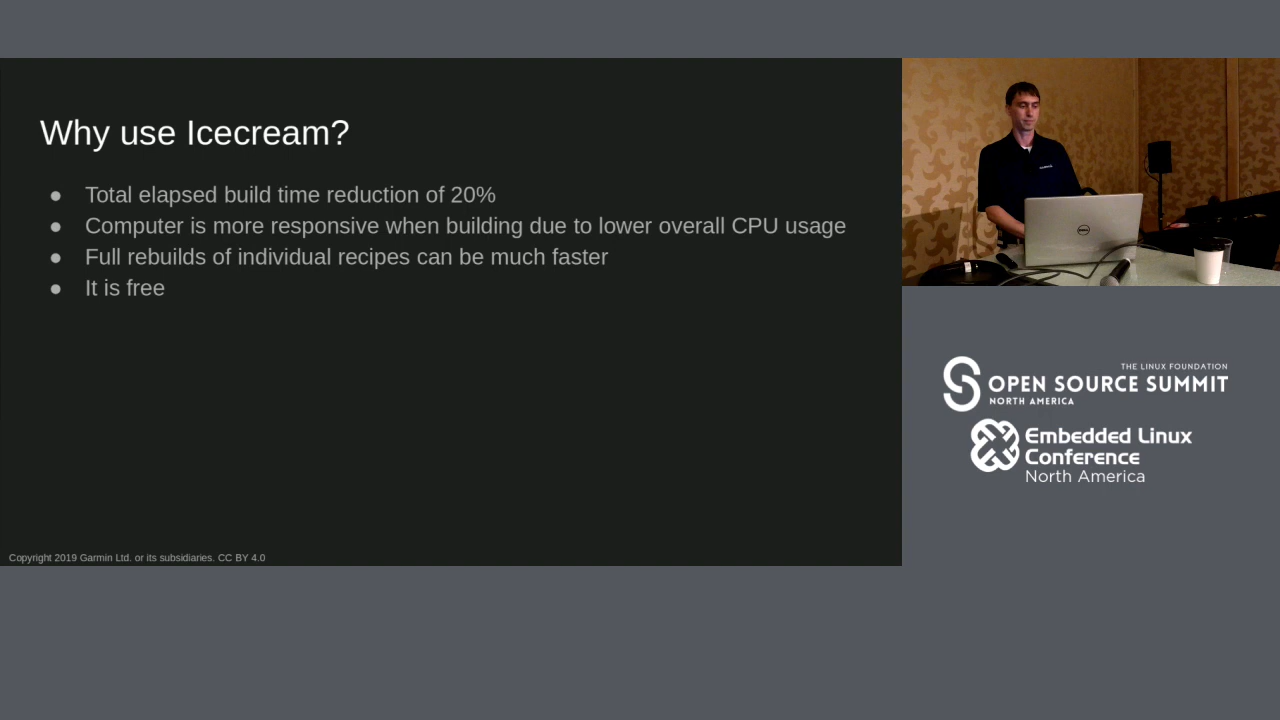 Why use Icecream?
● Total elapsed build time reduction of 20%
● Computer is more responsive when building due to lower overall CPU usage
● Full rebuilds of individual recipes can be much faster
● It is free
Copyright 2019 Garmin Ltd. or its subsidiaries. CC BY 4.0
THE LINUX FOUNDATION
OPEN SOURCE SUMMIT
NORTH AMERICA
Embedded Linux
Conference
North America